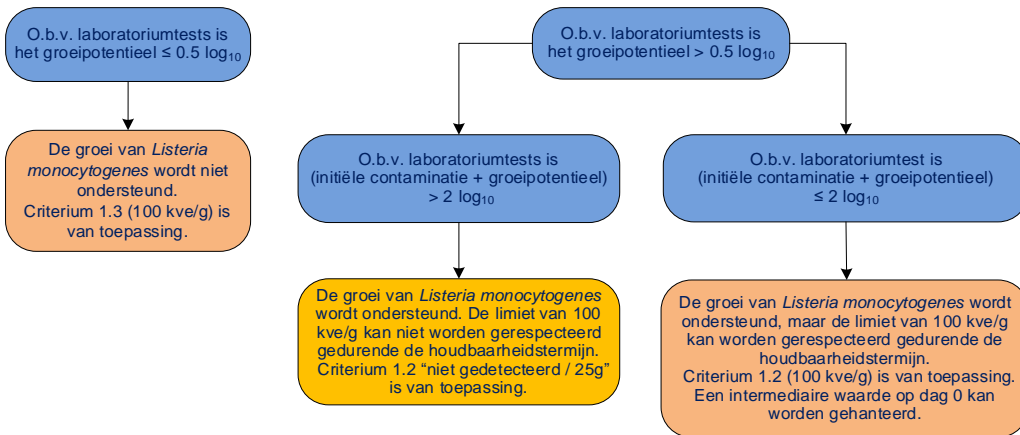 O.b.v. laboratoriumtests is
het groeipotentieel ≤ 0.5 log₁₀
De groei van Listeria
monocytogenes wordt niet
ondersteund.
Criterium 1.3 (100 kve/g) is
van toepassing.
O.b.v. laboratoriumtests is
het groeipotentieel > 0.5 log₁₀
O.b.v. laboratoriumtests is
(initiële contaminatie + groeipotentieel)
> 2 log₁₀
De groei van Listeria monocytogenes
wordt ondersteund. De limiet van 100
kve/g kan niet worden gerespecteerd
gedurende de houdbaarheidstermijn.
Criterium 1.2 “niet gedetecteerd / 25g”
is van toepassing.
O.b.v. laboratoriumtest is
(initiële contaminatie + groeipotentieel)
≤ 2 log₁₀
De groei van Listeria monocytogenes wordt
ondersteund, maar de limiet van 100 kve/g
kan worden gerespecteerd gedurende de
houdbaarheidstermijn.
Criterium 1.2 (100 kve/g) is van toepassing.
Een intermediaire waarde op dag 0 kan
worden gehanteerd.